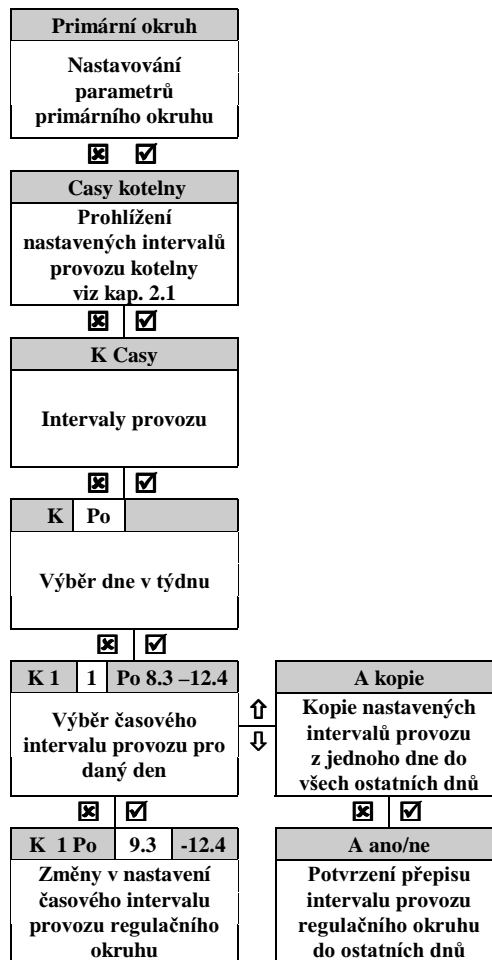 Primární okruh
Nastavování
parametrů
primárního okruhu
Casy kotelny
Prohlížení
nastavených intervalů
provozu kotelny
viz kap. 2.1
K Casy
Intervaly provozu
K Po
Výběr dne v týdnu
K 1 1 Po 8.3 –12.4
Výběr časového
intervalu provozu pro
daný den
A kopie
Kopie nastavených
intervalů provozu
z jednoho dne do
všech ostatních dnů
K 1 Po 9.3 -12.4
Změny v nastavení
časového intervalu
provozu regulačního
okruhu
A ano/ne
Potvrzení přepisu
intervalu provozu
regulačního okruhu
do ostatních dnů